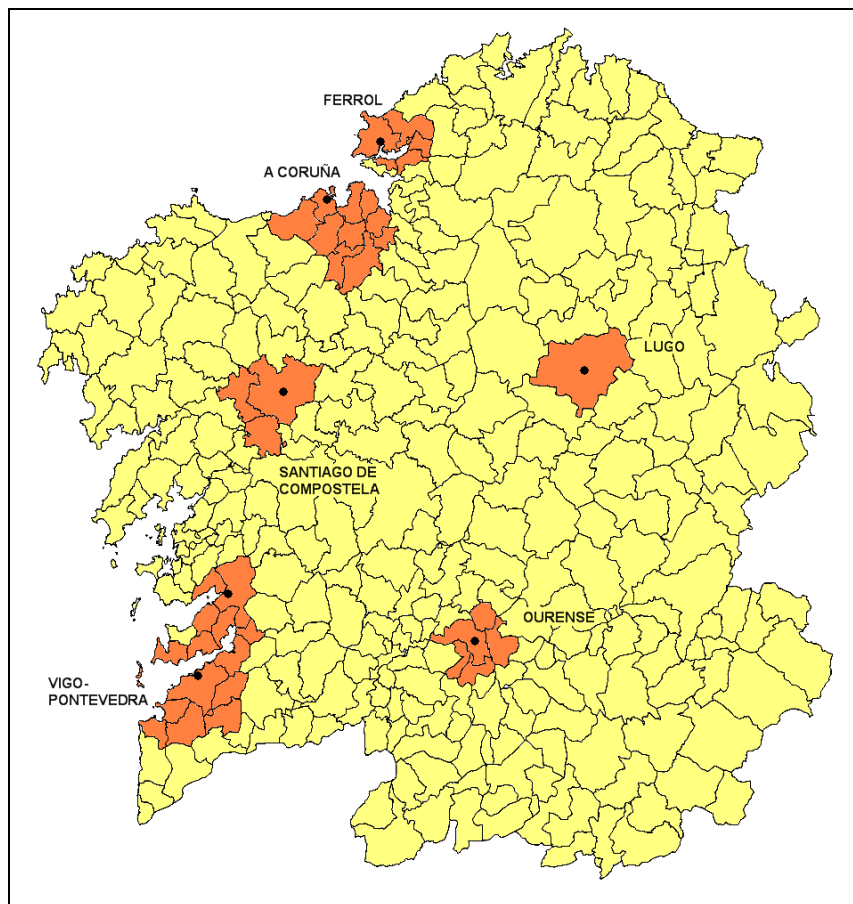 FERROL
A CORUÑA
LUGO
SANTIAGO DE
COMPOSTELA
OURENSE
VIGO-
PONTEVEDRA